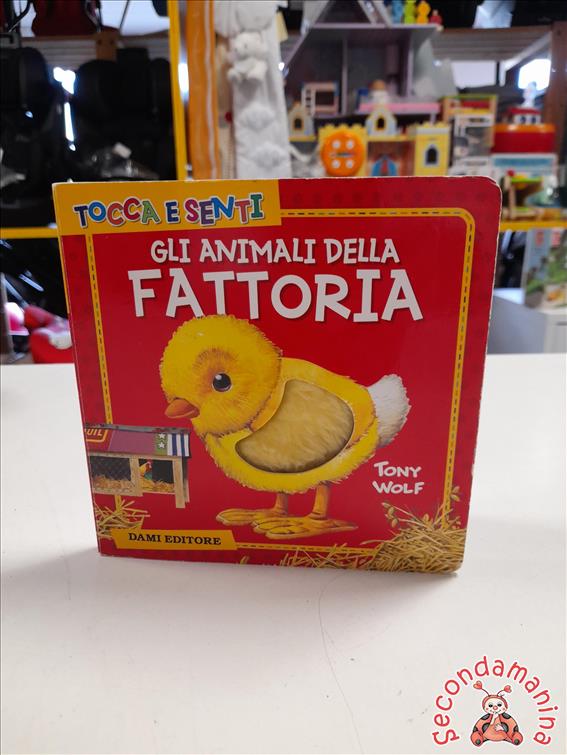 TOCCA E SENTI
GLI ANIMALI DELLA
FATTORIA
TONY
WOLF
DAMI EDITORE
Secondamanina